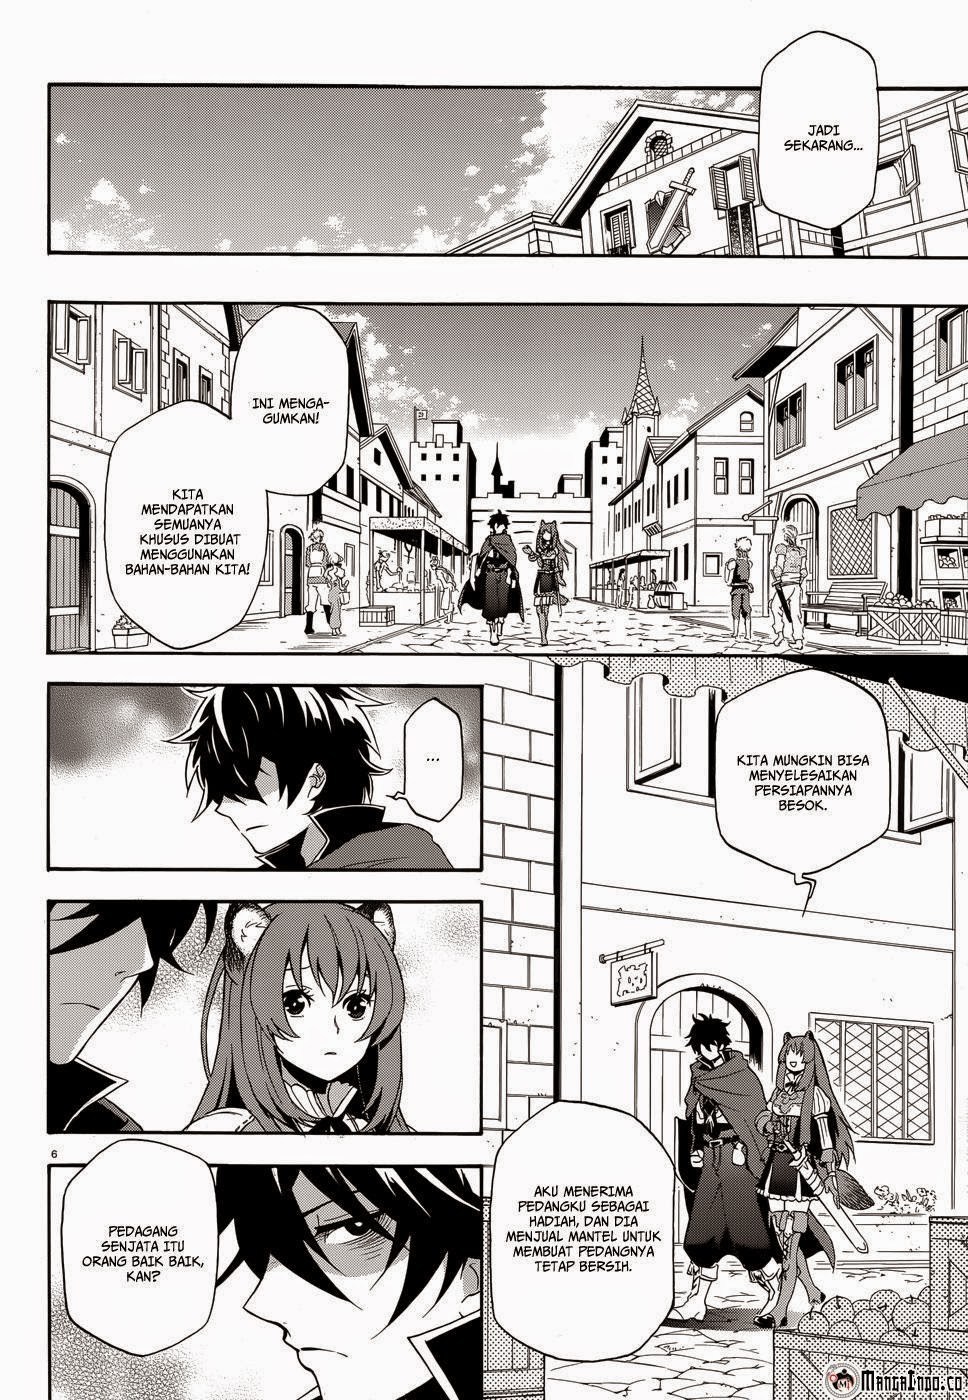 JADI
SEKARANG...
INI MENGA-
GUMKAN!
KITA
MENDAPATKAN
SEMUANYA
KHUSUS DIBUAT
MENGGUNAKAN
BAHAN-BAHAN KITA!
...
KITA MUNGKIN BISA
MENYELESAIKAN
PERSIAPANNYA
BESOK.
AKU MENERIMA
PEDANGKU SEBAGAI
HADIAH, DAN DIA
MENJUAL MANTEL UNTUK
MEMBUAT PEDANGNYA
TETAP BERSIH.
PEDAGANG
SENJATA ITU
ORANG BAIK BAIK,
KAN?
6
MANGAINDO.CO